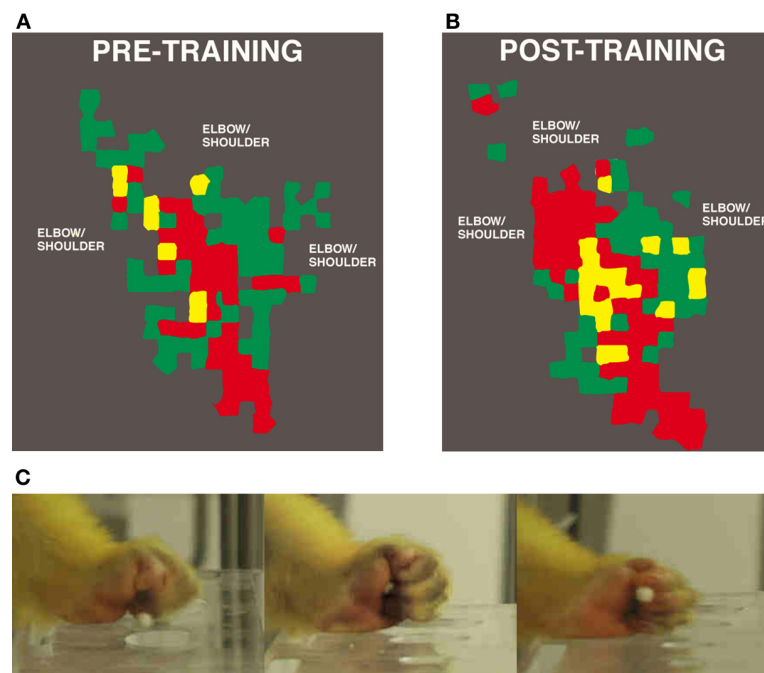 A
PRE-TRAINING
ELBOW/
SHOULDER
ELBOW/
SHOULDER
ELBOW/
SHOULDER
B
POST-TRAINING
ELBOW/
SHOULDER
ELBOW/
SHOULDER
ELBOW/
SHOULDER
C